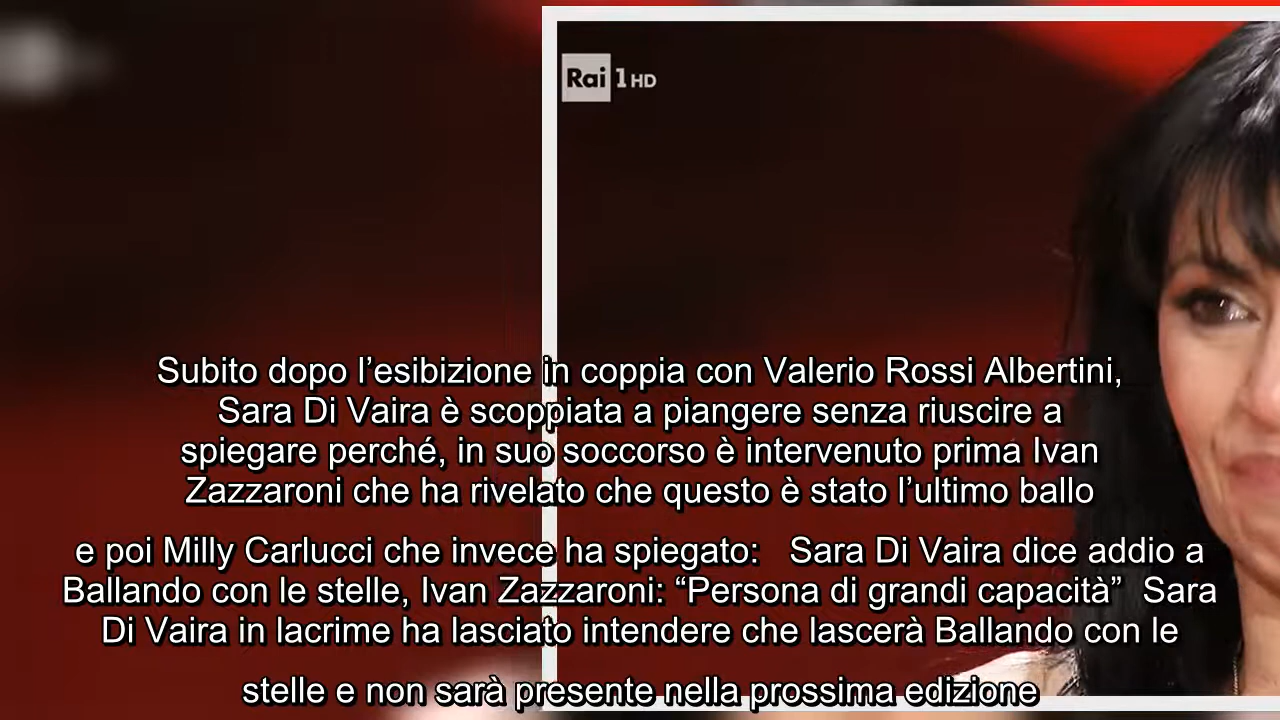 Rai 1 HD
Subito dopo l’esibizione in coppia con Valerio Rossi Albertini,
Sara Di Vaira è scoppiata a piangere senza riuscire a
spiegare perché, in suo soccorso è intervenuto prima Ivan
Zazzaroni che ha rivelato che questo è stato l’ultimo ballo
e poi Milly Carlucci che invece ha spiegato:   Sara Di Vaira dice addio a
Ballando con le stelle, Ivan Zazzaroni: “Persona di grandi capacità”  Sara
Di Vaira in lacrime ha lasciato intendere che lascerà Ballando con le
stelle e non sarà presente nella prossima edizione